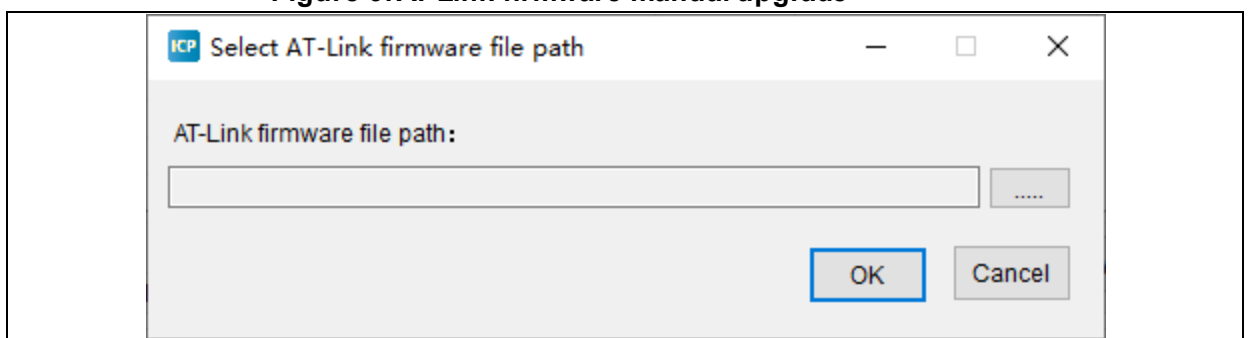 ICP Select AT-Link firmware file path
AT-Link firmware file path：
.....
OK Cancel